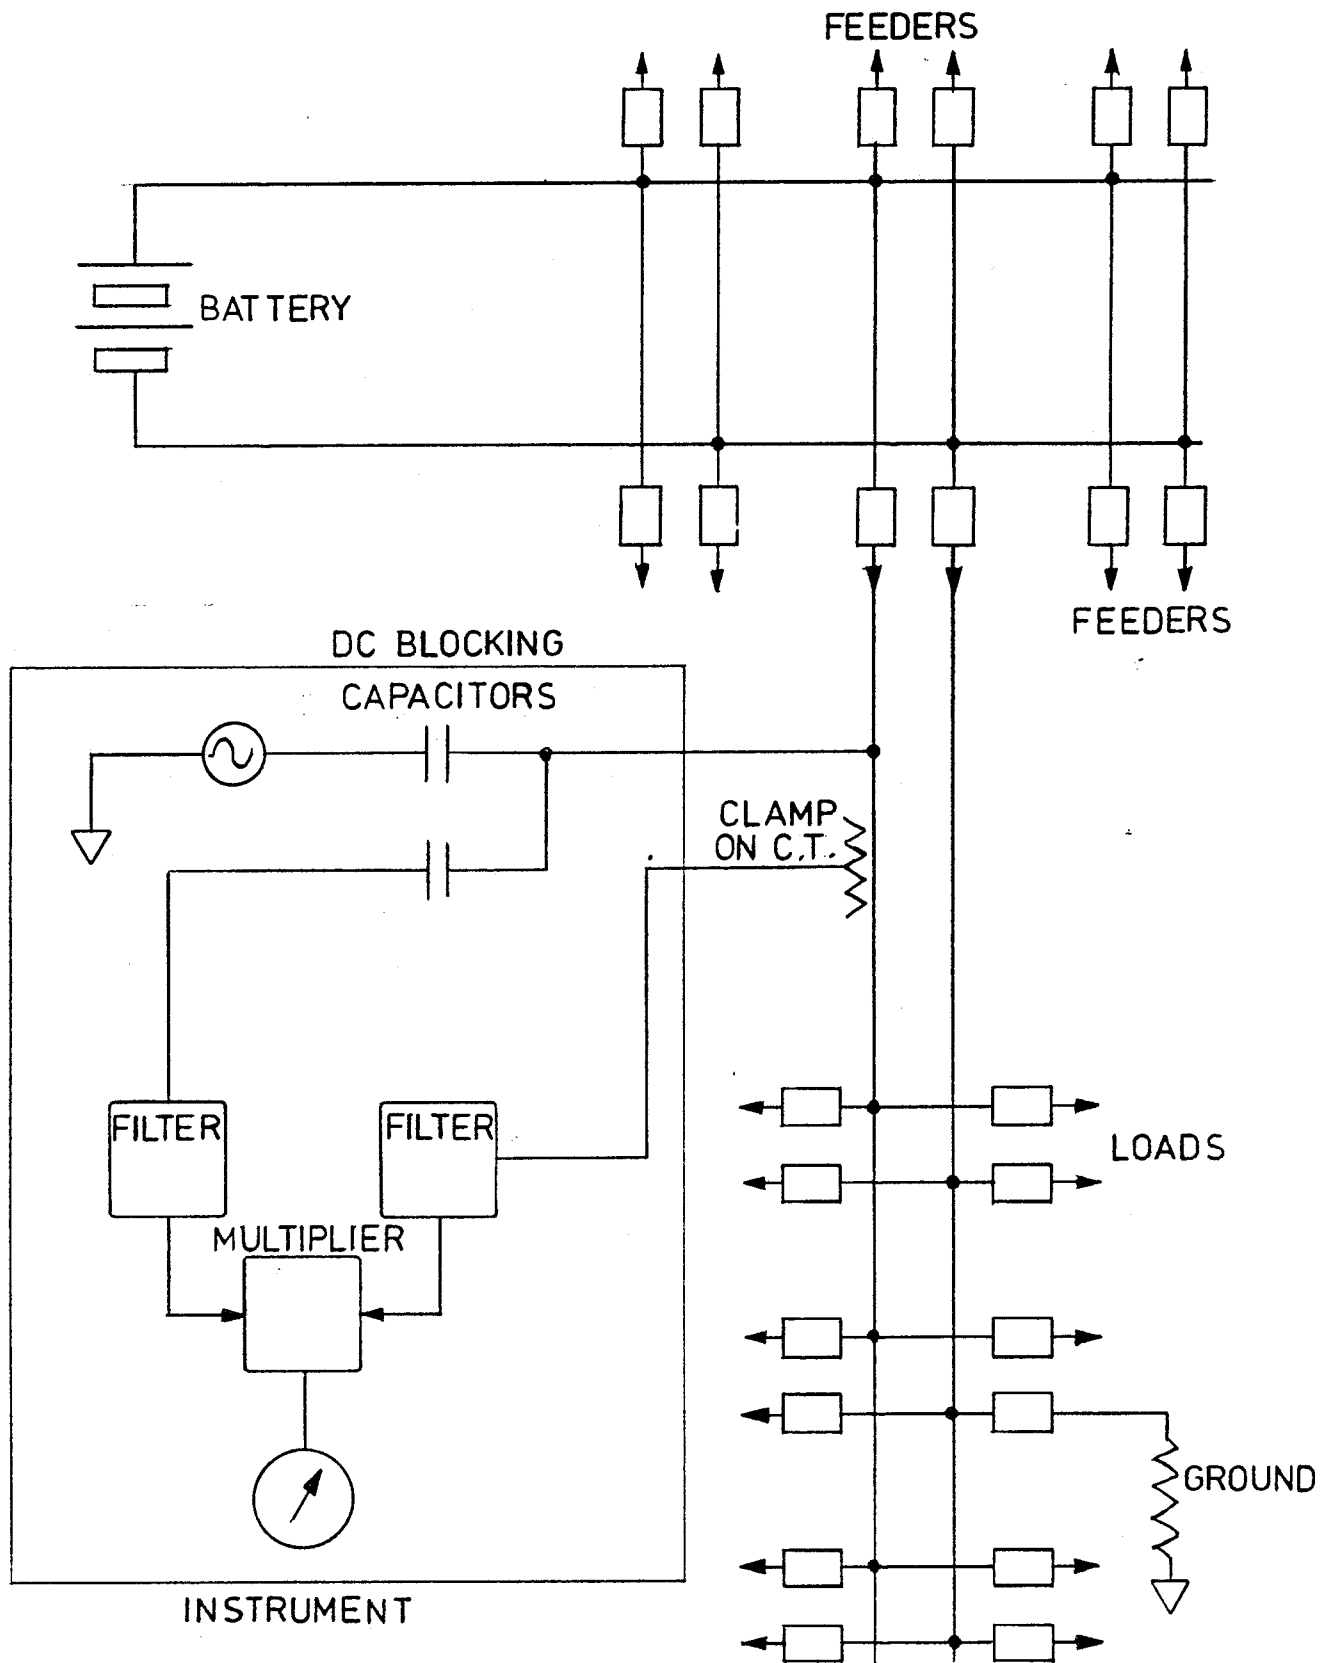 FEEDERS
BATTERY
FEEDERS
DC BLOCKING
CAPACITORS
CLAMP
ON C.T.
FILTER
FILTER
LOADS
MULTIPLIER
GROUND
INSTRUMENT